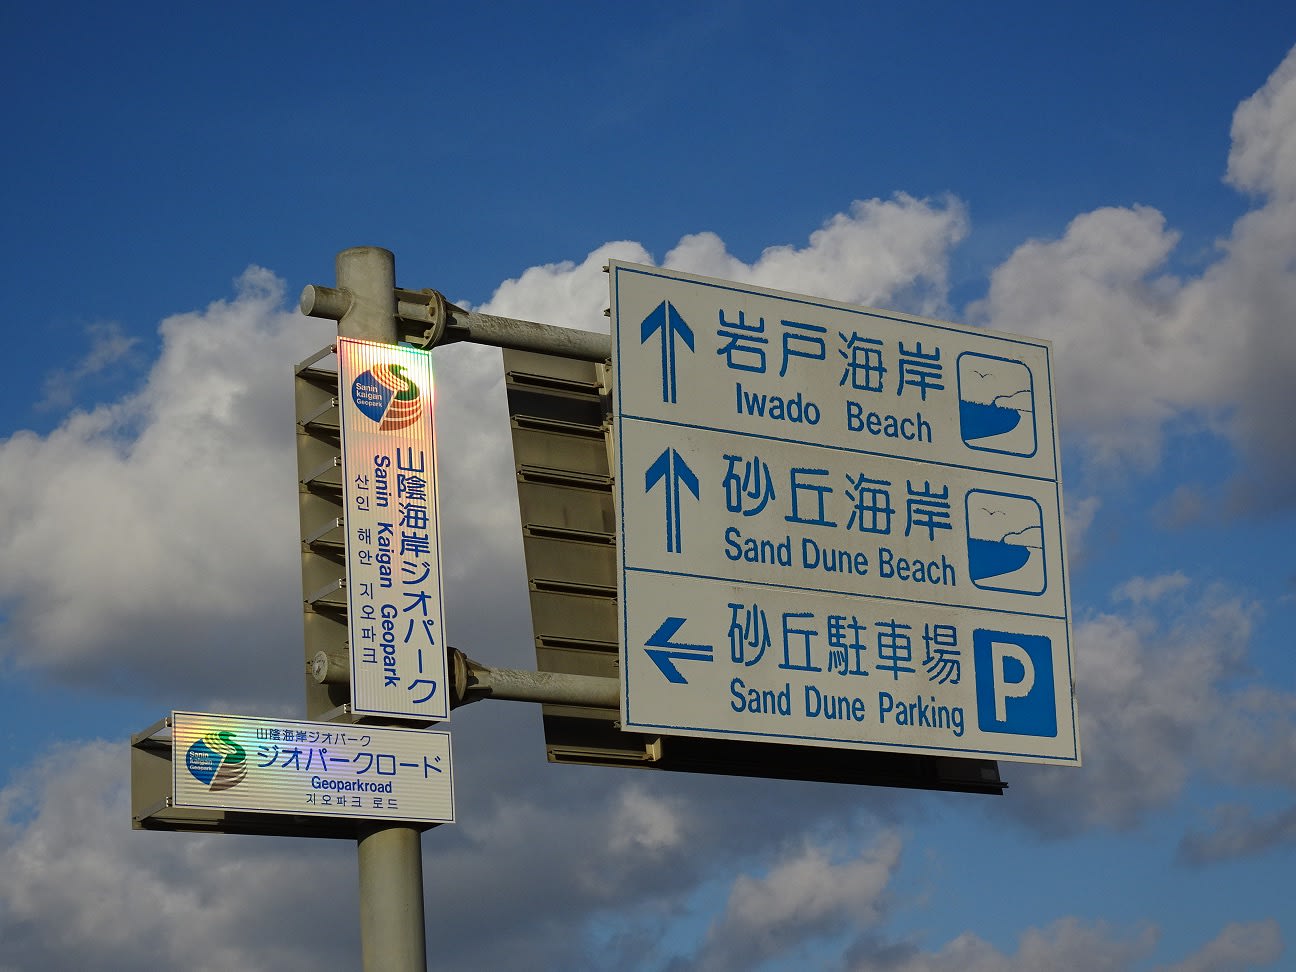 岩戸海岸
Iwado Beach
砂丘海岸
Sand Dune Beach
砂丘駐車場
Sand Dune Parking
P
Sanin
kaigan
Geopark
山陰海岸ジオパーク
Sanin Kaigan Geopark
산인 해안 지오파크
Sanin
kaigan
Geopark
山陰海岸ジオパーク
ジオパークロード
Geoparkroad
지오파크 로드